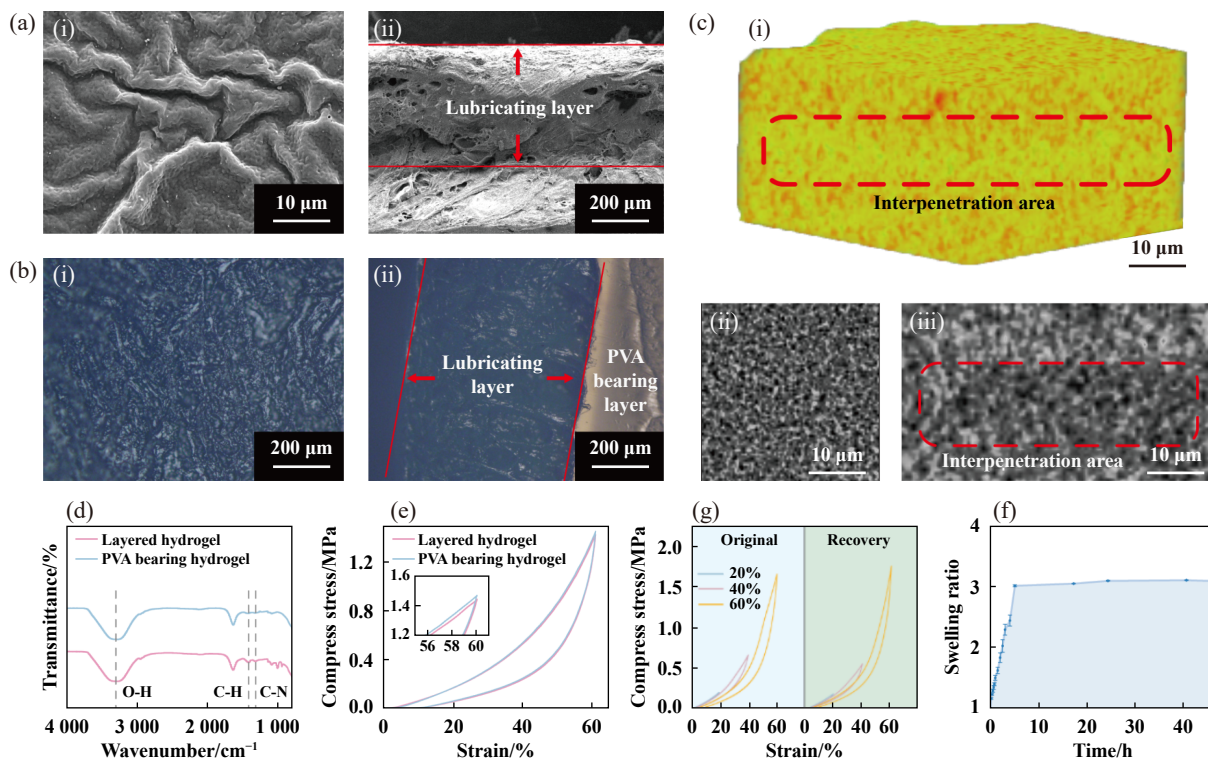 (a)
(i)
10 μm
(ii)
Lubricating layer
200 μm
(b)
(i)
200 μm
(ii)
Lubricating
layer
PVA
bearing
layer
200 μm
(c)
(i)
Interpenetration area
10 μm
(ii)
10 μm
(iii)
Interpenetration area
10 μm
(d)
Transmittance/%
Layered hydrogel
PVA bearing hydrogel
O-H
C-H
C-N
4 000
3 000
2 000
1 000
Wavenumber/cm⁻¹
(e)
Compress stress/MPa
Layered hydrogel
PVA bearing hydrogel
1.2
0.8
0.4
0.0
1.6
1.4
1.2
56
58
60
0
20
40
60
Strain/%
(g)
Compress stress/MPa
Original
Recovery
20%
40%
60%
2.0
1.5
1.0
0.5
0.0
0
20
40
60
0
20
40
60
Strain/%
(f)
Swelling ratio
4
3
2
1
0
10
20
30
40
Time/h